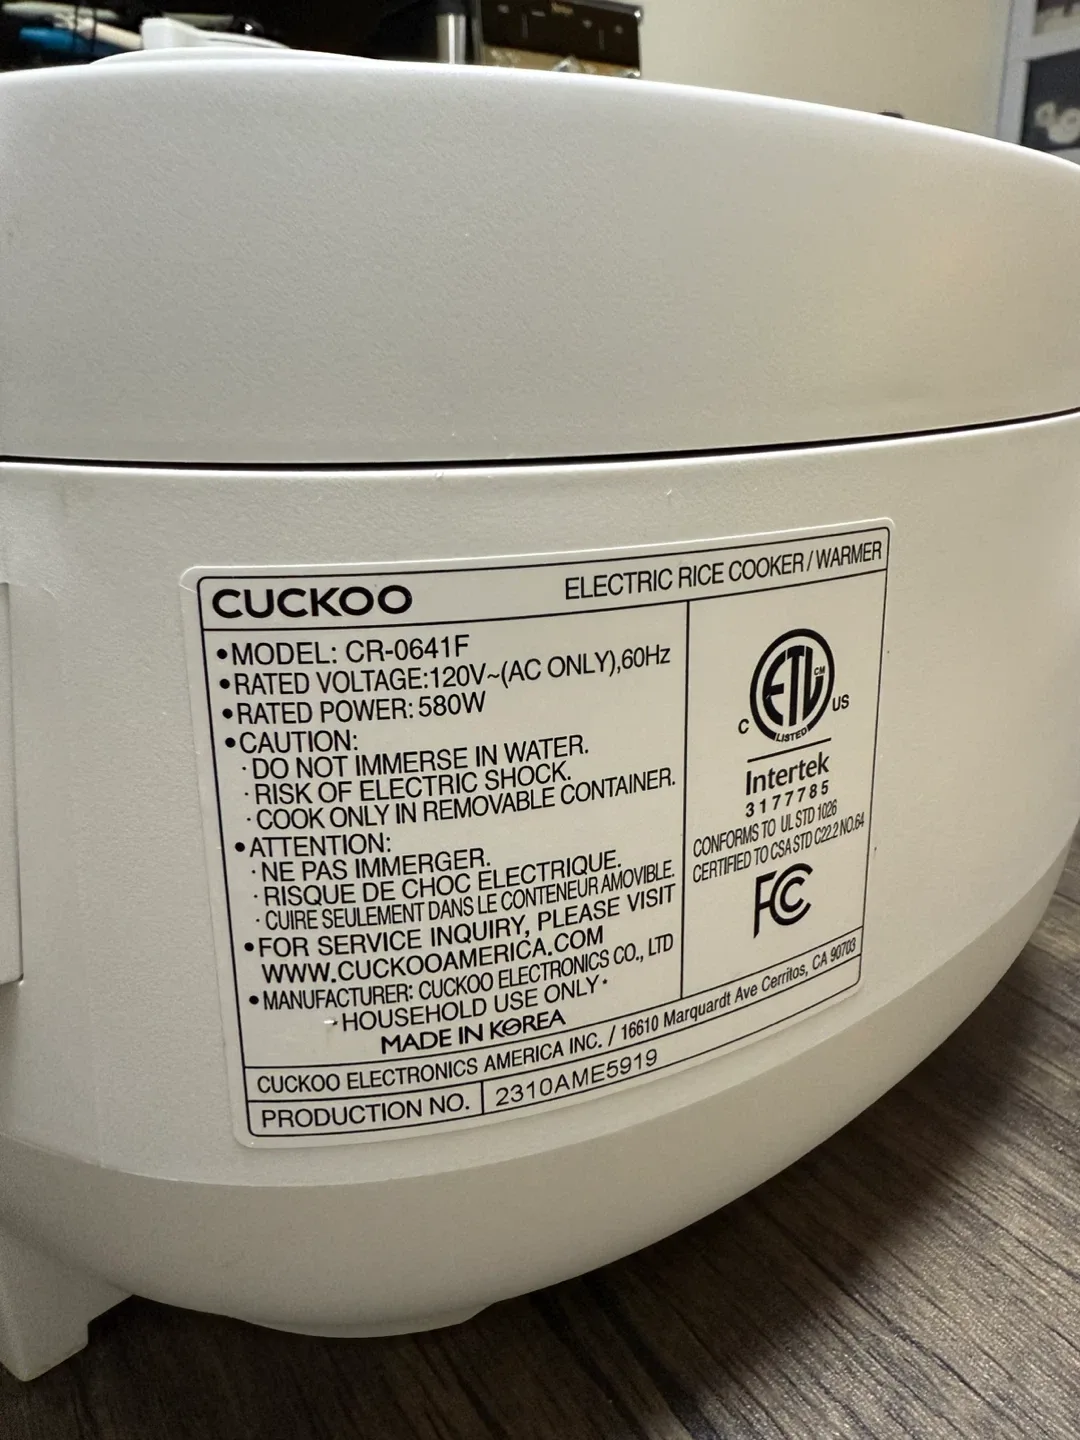 CUCKOO
ELECTRIC RICE COOKER / WARMER
•MODEL: CR-0641F
•RATED VOLTAGE:120V~(AC ONLY),60Hz
•RATED POWER: 580W
•CAUTION:
· DO NOT IMMERSE IN WATER.
· RISK OF ELECTRIC SHOCK.
· COOK ONLY IN REMOVABLE CONTAINER.
•ATTENTION:
· NE PAS IMMERGER.
· RISQUE DE CHOC ELECTRIQUE.
· CUIRE SEULEMENT DANS LE CONTENEUR AMOVIBLE.
•FOR SERVICE INQUIRY, PLEASE VISIT
WWW.CUCKOOAMERICA.COM
•MANUFACTURER: CUCKOO ELECTRONICS CO., LTD
·HOUSEHOLD USE ONLY·
MADE IN KOREA
ETL CM
LISTED
C US
Intertek
3177785
CONFORMS TO UL STD 1026
CERTIFIED TO CSA STD C22.2 NO.64
FC
CUCKOO ELECTRONICS AMERICA INC. / 16610 Marquardt Ave Cerritos, CA 90703
PRODUCTION NO. 2310AME5919